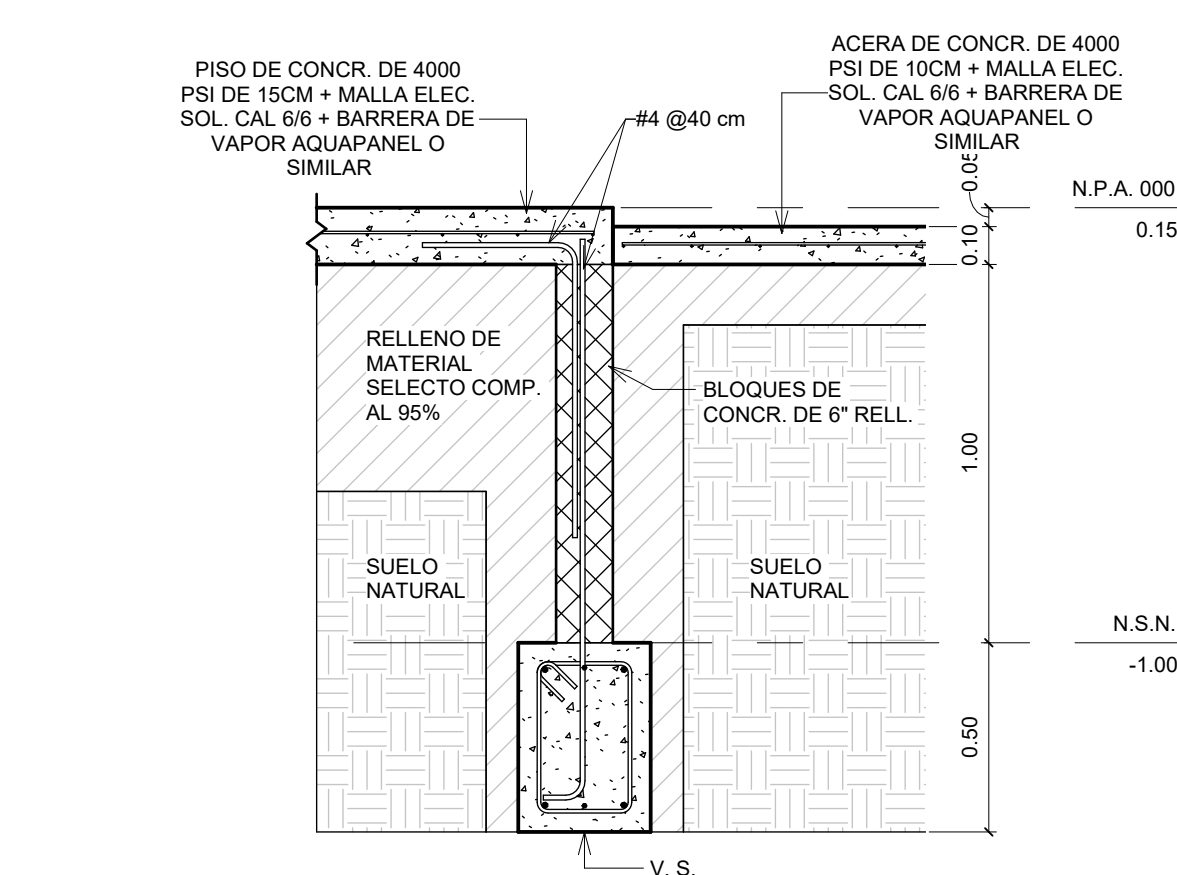 PISO DE CONCR. DE 4000
PSI DE 15CM + MALLA ELEC.
SOL. CAL 6/6 + BARRERA DE
VAPOR AQUAPANEL O
SIMILAR
#4 @40 cm
ACERA DE CONCR. DE 4000
PSI DE 10CM + MALLA ELEC.
SOL. CAL 6/6 + BARRERA DE
VAPOR AQUAPANEL O
SIMILAR
0.05
N.P.A. 000
0.15
0.10
RELLENO DE
MATERIAL
SELECTO COMP.
AL 95%
BLOQUES DE
CONCR. DE 6" RELL.
1.00
SUELO
NATURAL
SUELO
NATURAL
N.S.N.
-1.00
0.50
V. S.